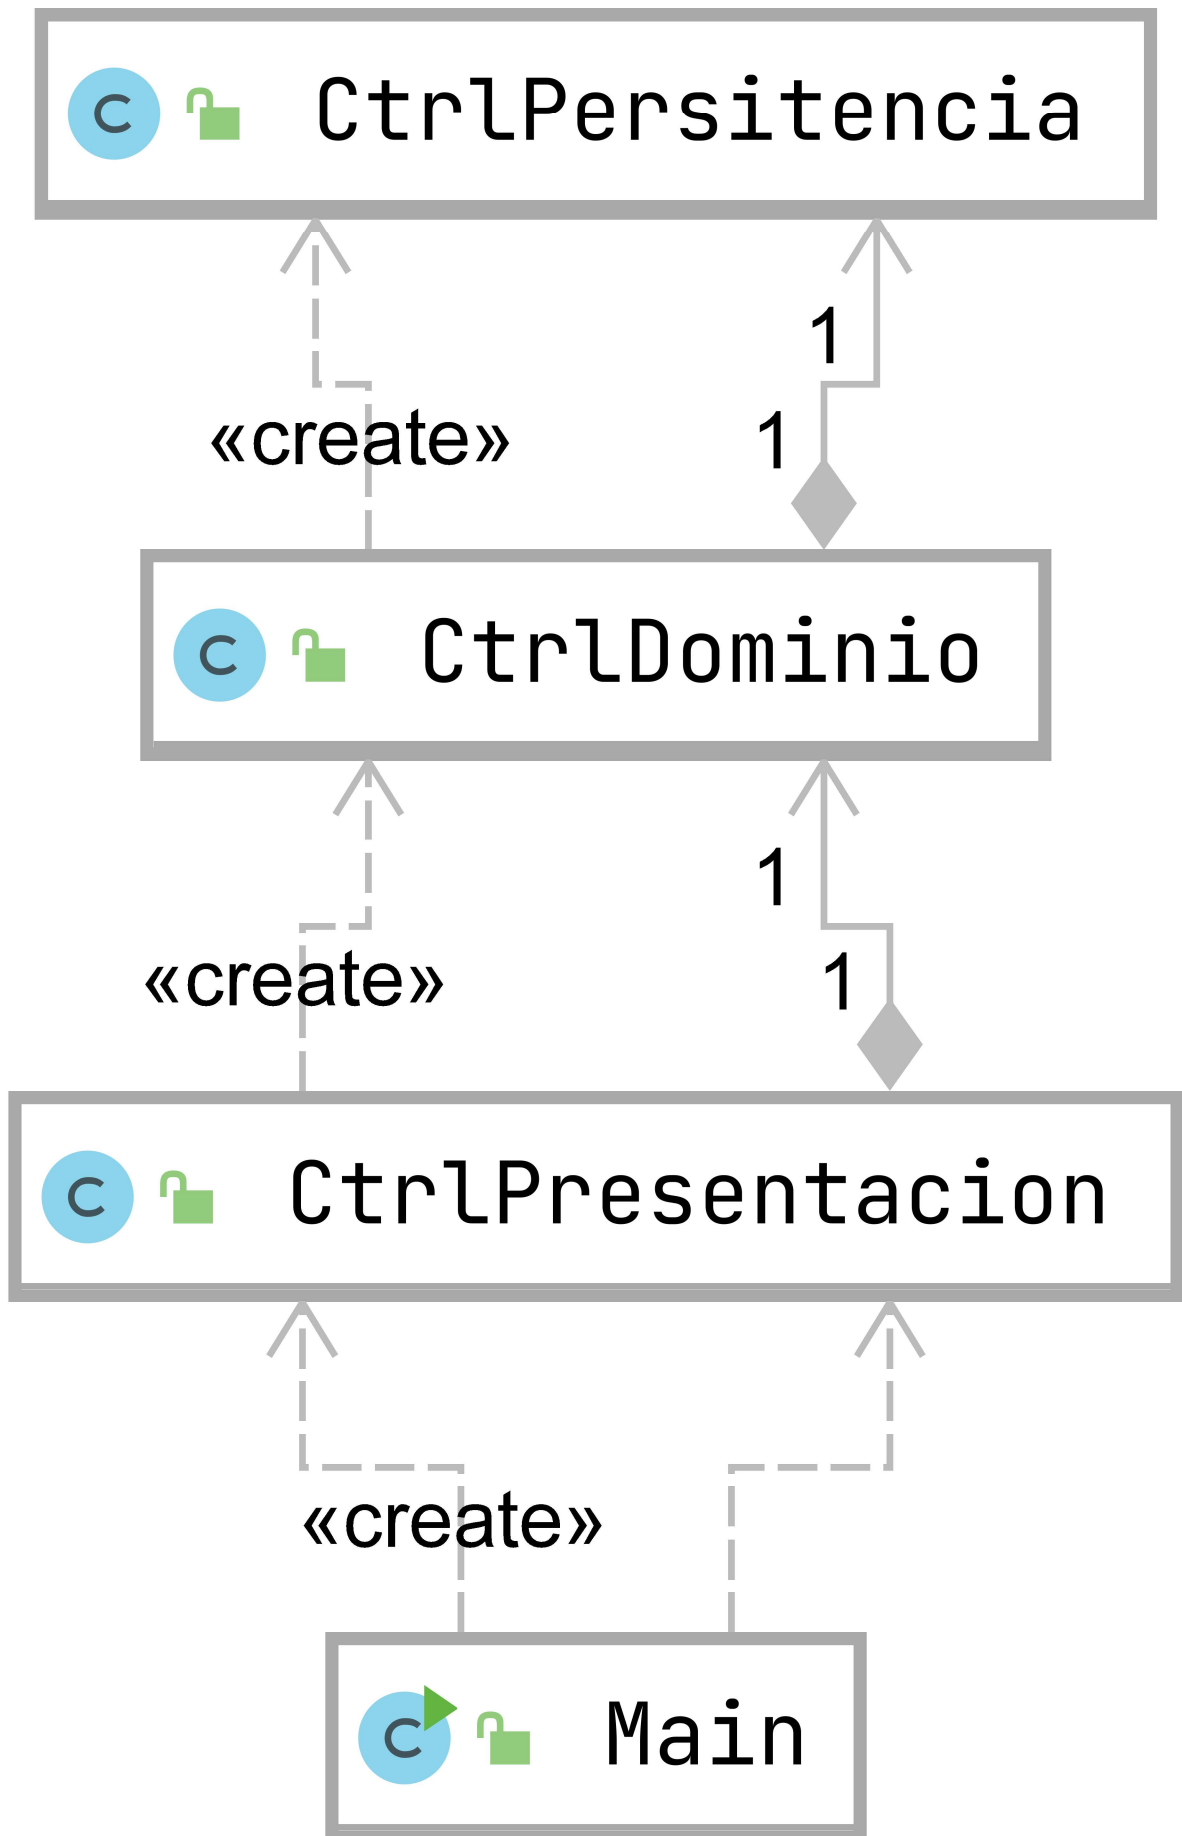 CtrlPersitencia
1
1
«create»
CtrlDominio
1
«create»
1
CtrlPresentacion
«create»
Main